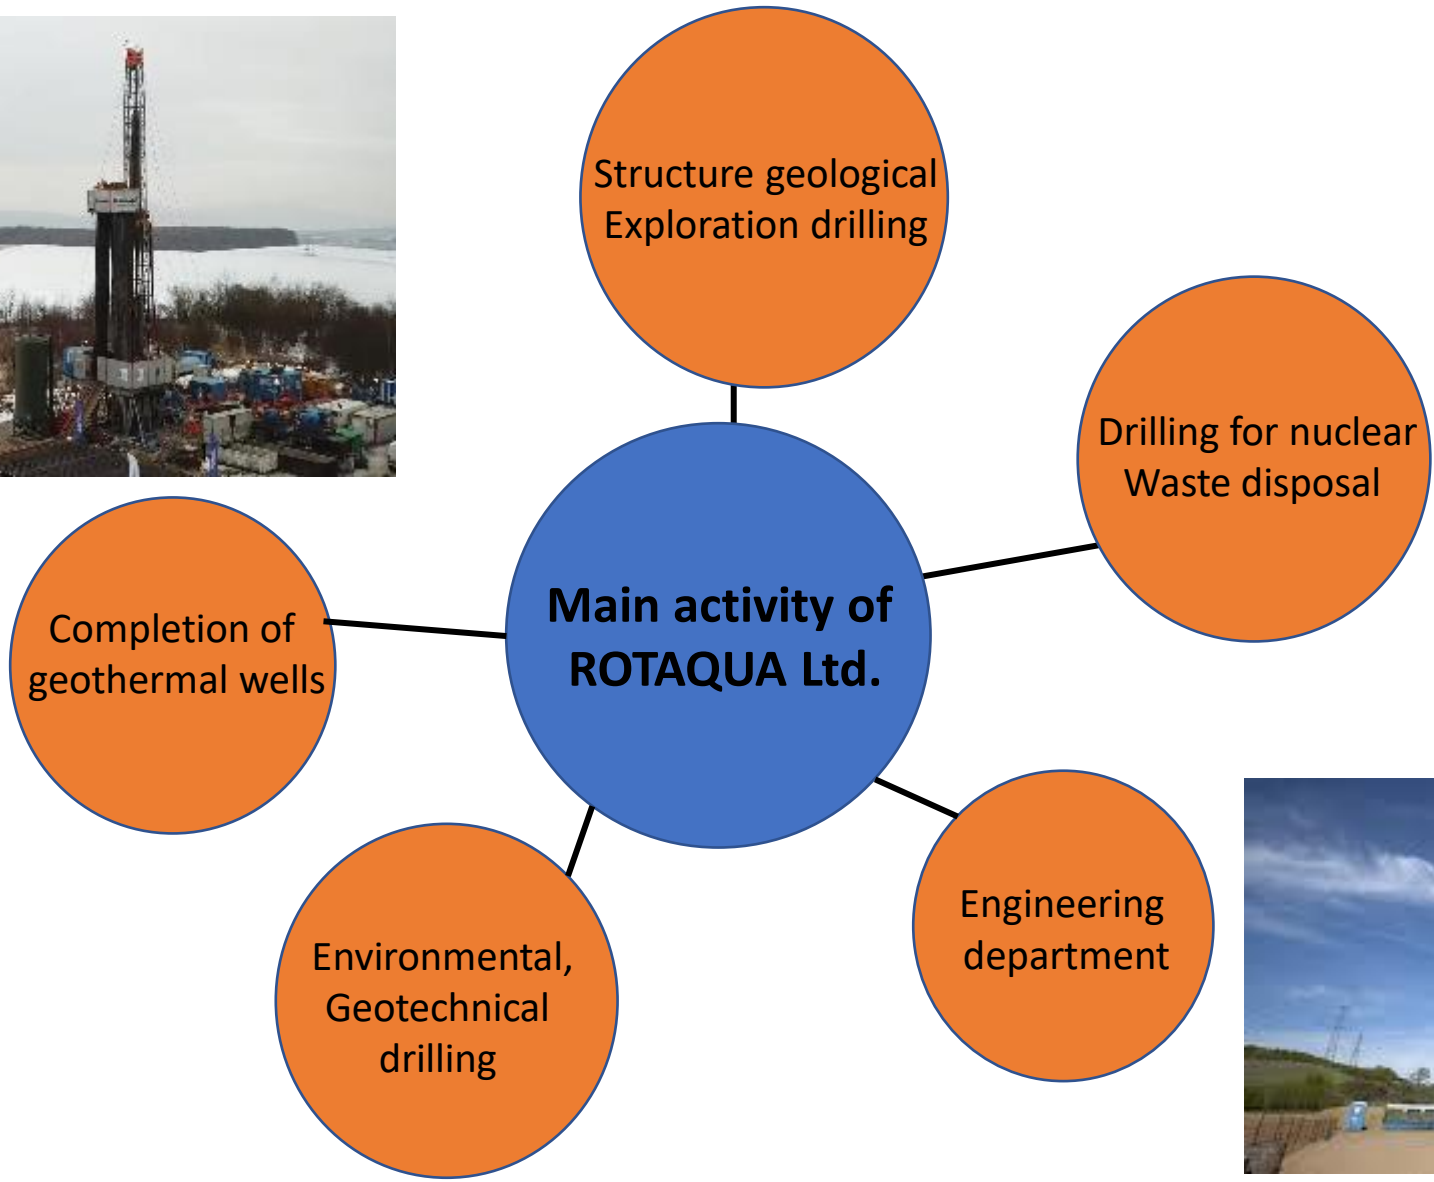 Structure geological
Exploration drilling
Drilling for nuclear
Waste disposal
Main activity of
ROTAQUA Ltd.
Completion of
geothermal wells
Engineering
department
Environmental,
Geotechnical
drilling